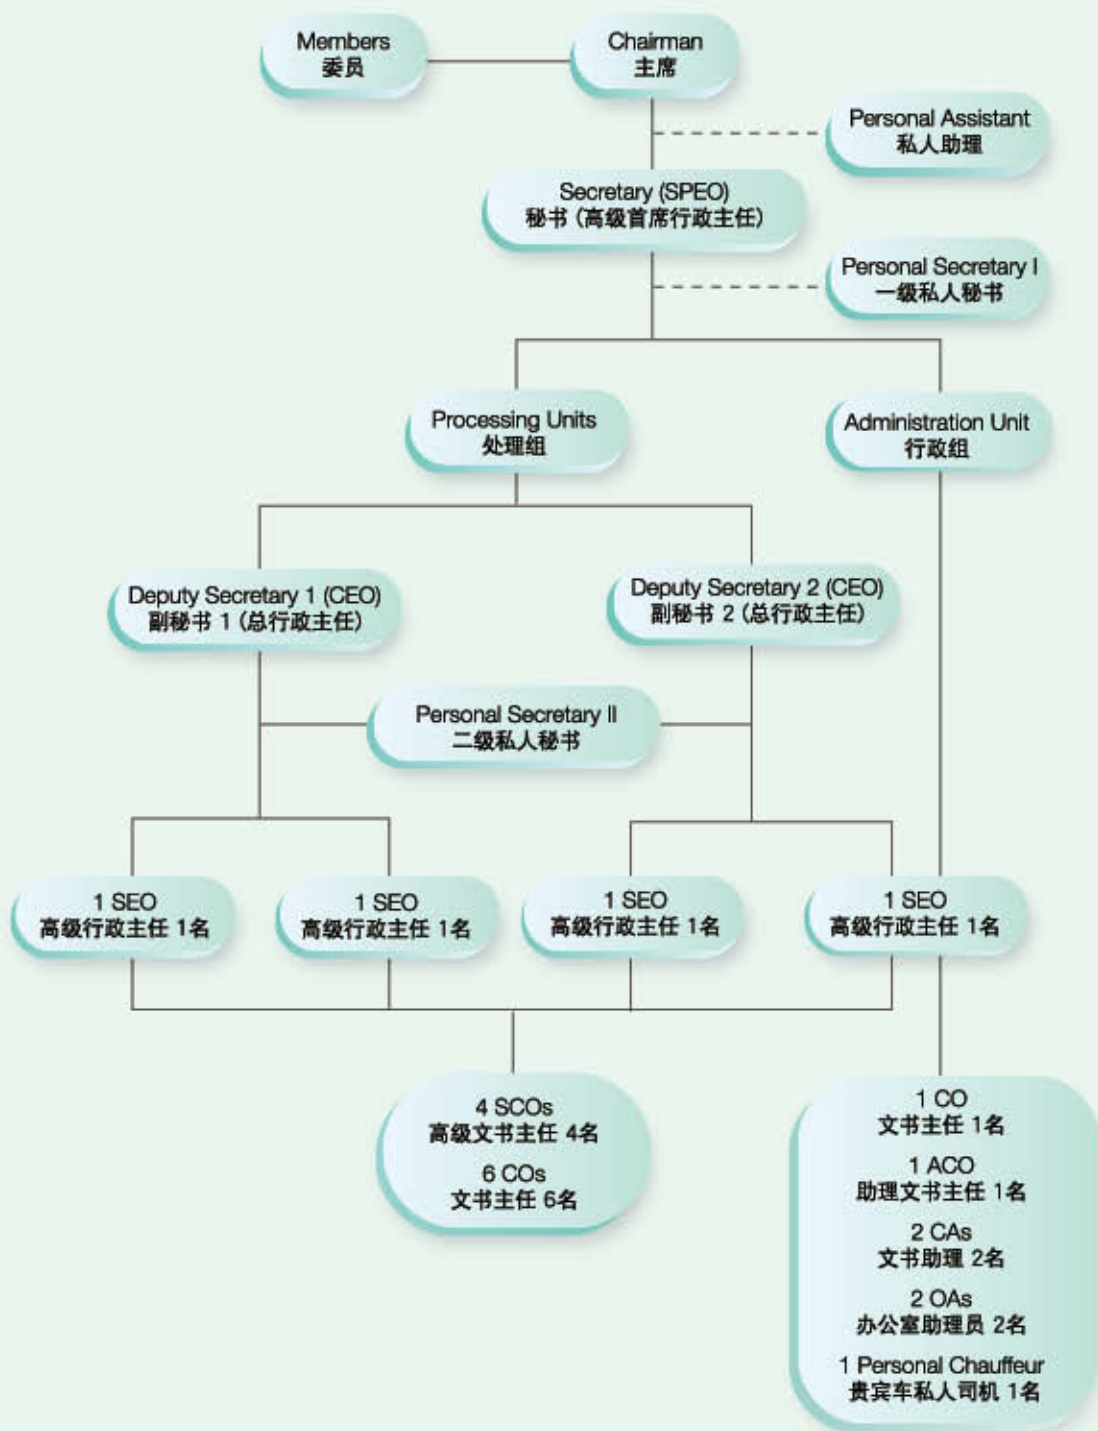 Members
委员
Chairman
主席
Personal Assistant
私人助理
Secretary (SPEO)
秘书 (高级首席行政主任)
Personal Secretary I
一级私人秘书
Processing Units
处理组
Administration Unit
行政组
Deputy Secretary 1 (CEO)
副秘书 1 (总行政主任)
Deputy Secretary 2 (CEO)
副秘书 2 (总行政主任)
Personal Secretary II
二级私人秘书
1 SEO
高级行政主任 1名
1 SEO
高级行政主任 1名
1 SEO
高级行政主任 1名
1 SEO
高级行政主任 1名
4 SCOs
高级文书主任 4名
6 COs
文书主任 6名
1 CO
文书主任 1名
1 ACO
助理文书主任 1名
2 CAs
文书助理 2名
2 OAs
办公室助理员 2名
1 Personal Chauffeur
贵宾车私人司机 1名